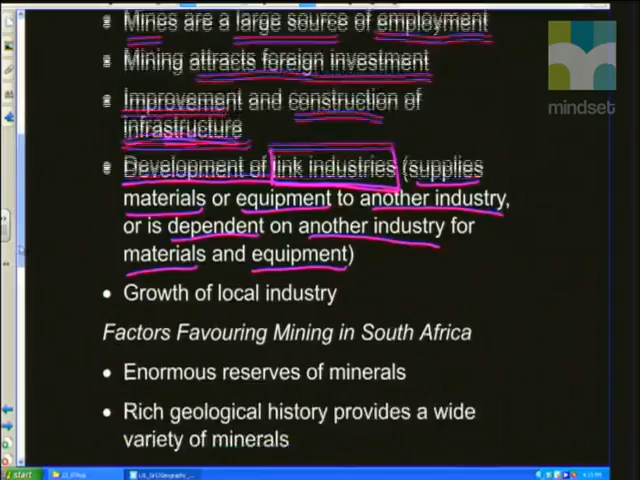 • Mines are a large source of employment
• Mining attracts foreign investment
• Improvement and construction of
infrastructure
• Development of link industries (supplies
materials or equipment to another industry,
or is dependent on another industry for
materials and equipment)
• Growth of local industry
Factors Favouring Mining in South Africa
• Enormous reserves of minerals
• Rich geological history provides a wide
variety of minerals
mindset
start